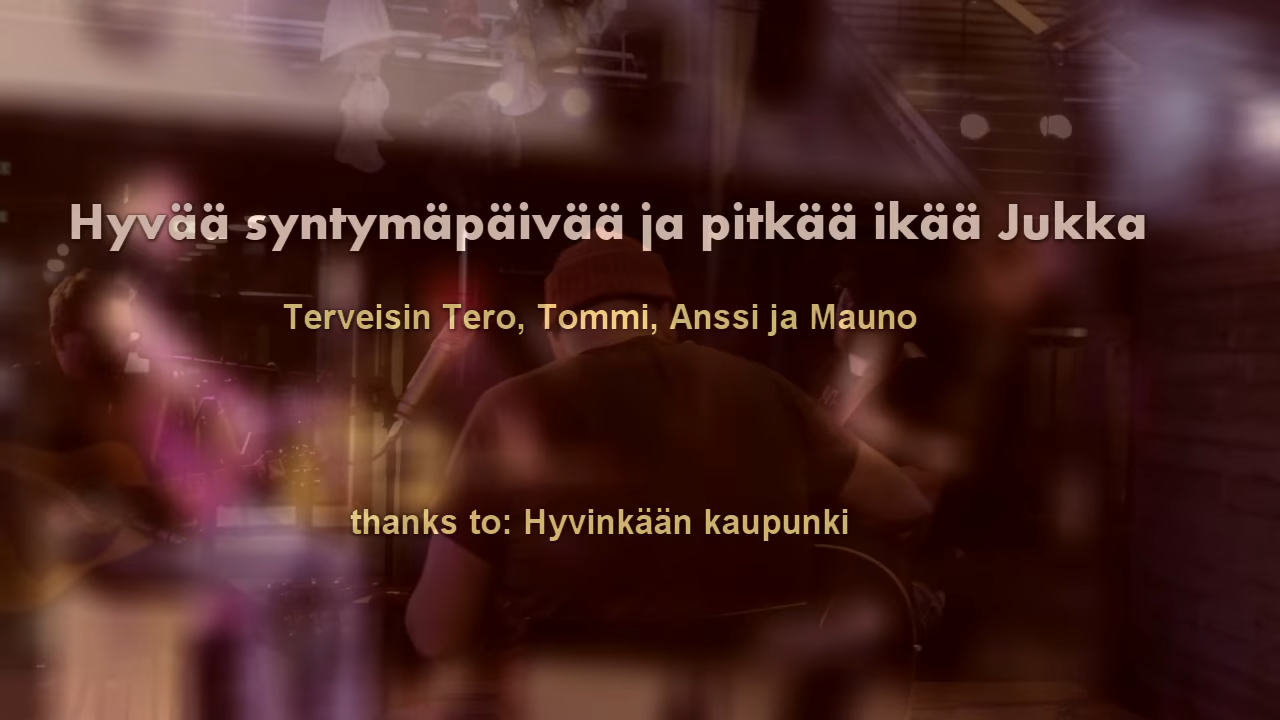 Hyvää syntymäpäivää ja pitkää ikää Jukka
Terveisin Tero, Tommi, Anssi ja Mauno
thanks to: Hyvinkään kaupunki